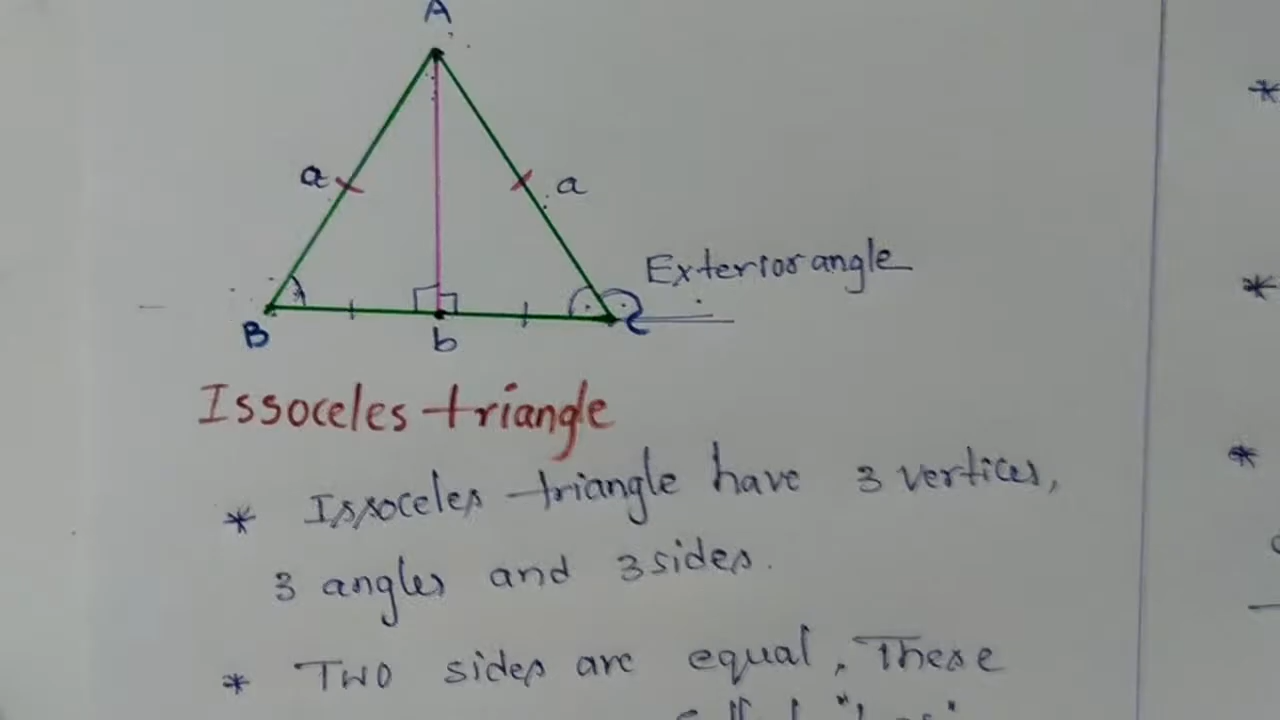 A
a
a
Exterior angle
B
b
Issoceles triangle
* Issoceles triangle have 3 vertices,
3 angles and 3 sides.
* Two sides are equal, These
*
*
*